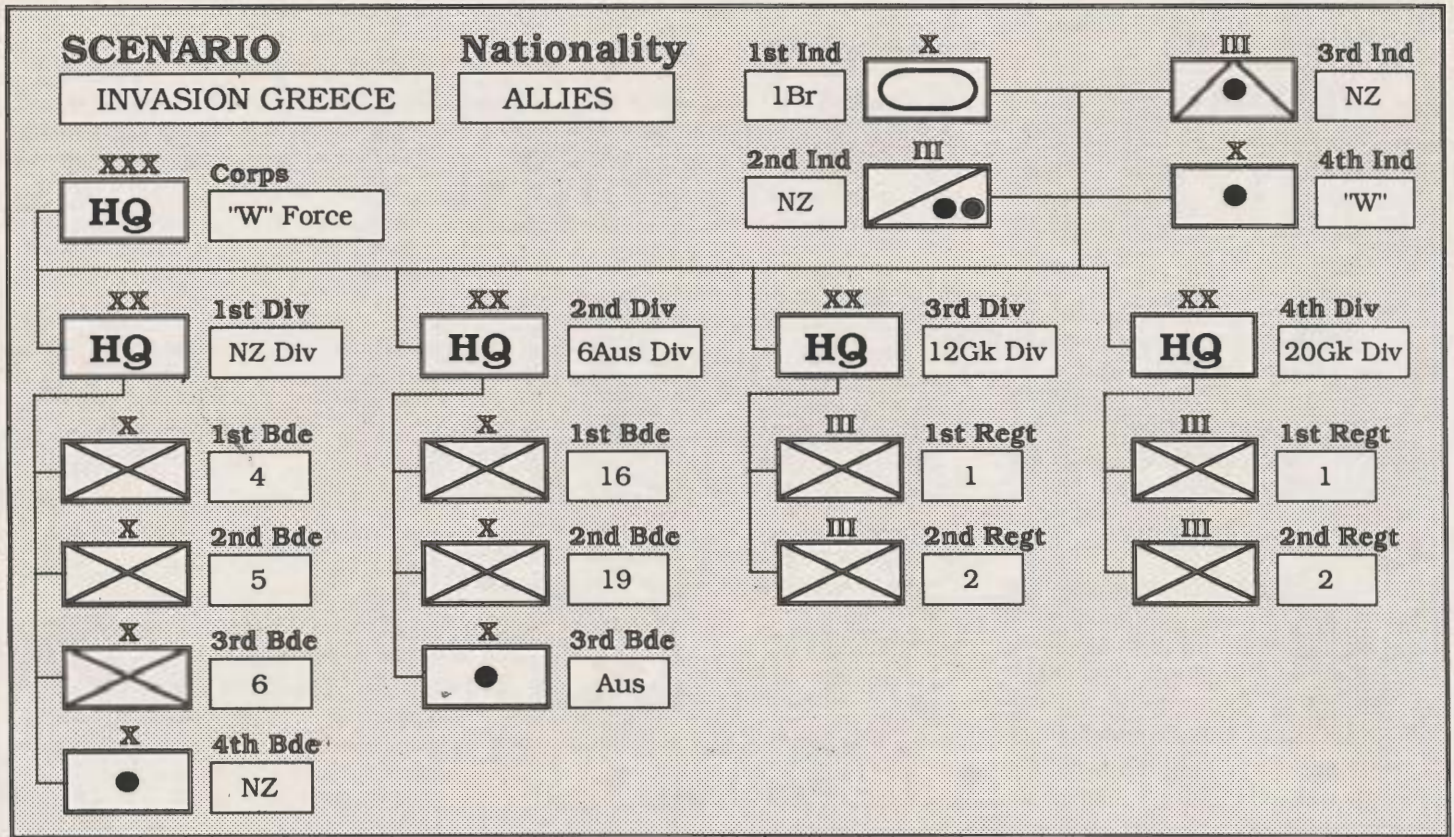 SCENARIO
INVASION GREECE
Nationality
ALLIES
1st Ind
1Br
X
III
3rd Ind
NZ
2nd Ind
NZ
III
X
4th Ind
"W"
XXX
HQ
Corps
"W" Force
XX
HQ
1st Div
NZ Div
X
1st Bde
4
X
2nd Bde
5
X
3rd Bde
6
X
4th Bde
NZ
XX
HQ
2nd Div
6Aus Div
X
1st Bde
16
X
2nd Bde
19
X
3rd Bde
Aus
XX
HQ
3rd Div
12Gk Div
III
1st Regt
1
III
2nd Regt
2
XX
HQ
4th Div
20Gk Div
III
1st Regt
1
III
2nd Regt
2